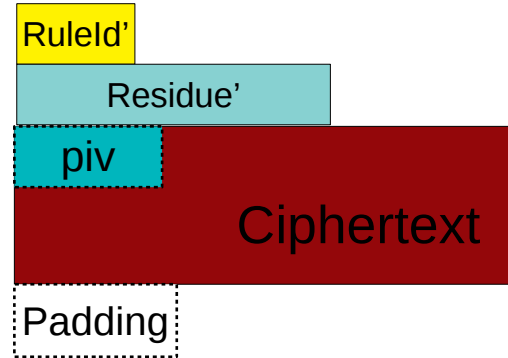 RuleId’
Residue’
piv
Ciphertext
Padding